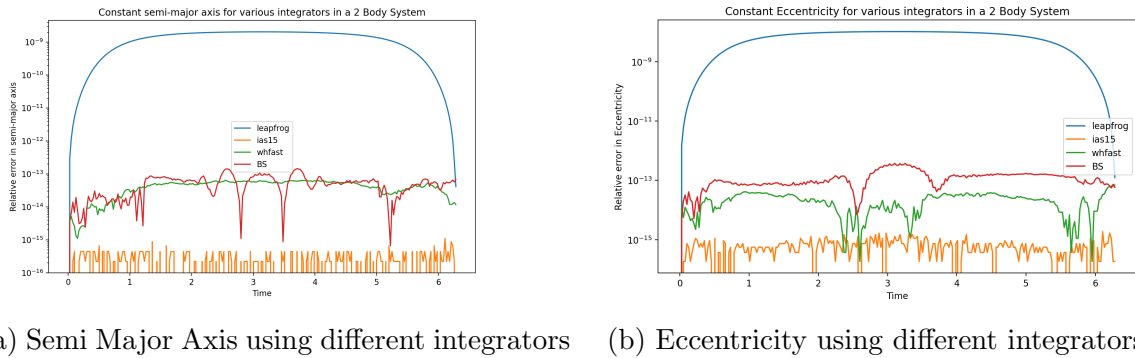 Constant semi-major axis for various integrators in a 2 Body System
Relative error in semi-major axis
10⁻⁹
10⁻¹⁰
10⁻¹¹
10⁻¹²
10⁻¹³
10⁻¹⁴
10⁻¹⁵
10⁻¹⁶
leapfrog
ias15
whfast
BS
0 1 2 3 4 5 6
Time
Constant Eccentricity for various integrators in a 2 Body System
Relative error in Eccentricity
10⁻⁹
10⁻¹¹
10⁻¹³
10⁻¹⁵
leapfrog
ias15
whfast
BS
0 1 2 3 4 5 6
Time
a) Semi Major Axis using different integrators
(b) Eccentricity using different integrators